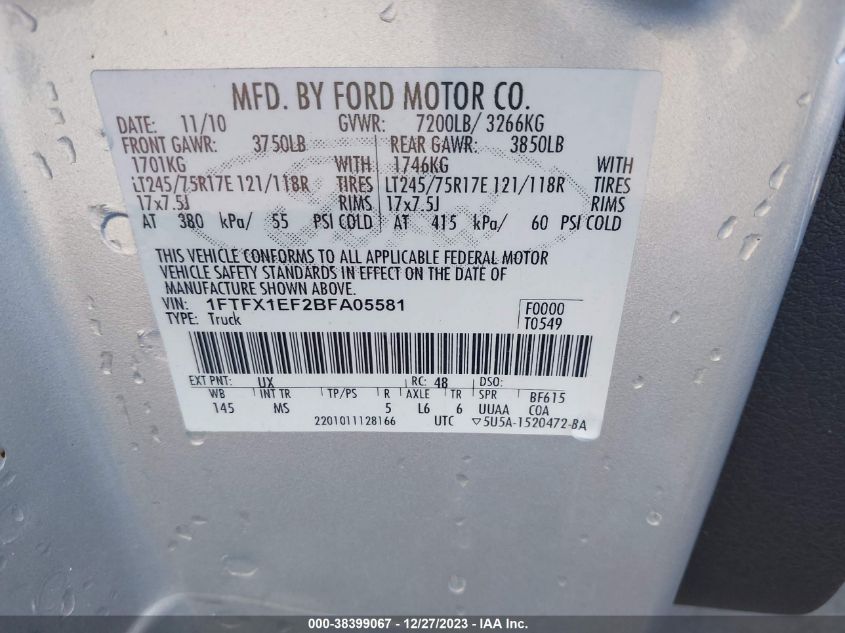 MFD. BY FORD MOTOR CO.
DATE: 11/10 GVWR: 7200LB/ 3266KG
FRONT GAWR: 3750LB REAR GAWR: 3850LB
1701KG WITH 1746KG WITH
LT245/75R17E 121/118R TIRES LT245/75R17E 121/118R TIRES
17x7.5J RIMS 17x7.5J RIMS
AT 380 kPa/ 55 PSI COLD AT 415 kPa/ 60 PSI COLD
THIS VEHICLE CONFORMS TO ALL APPLICABLE FEDERAL MOTOR
VEHICLE SAFETY STANDARDS IN EFFECT ON THE DATE OF
MANUFACTURE SHOWN ABOVE.
VIN: 1FTFX1EF2BFA05581 F0000
TYPE: Truck T0549
EXT PNT: UX RC: 48 DSO:
WB INT TR TP/PS R AXLE TR SPR BF615
145 MS 5 L6 6 UUAA COA
2201011128166 UTC ▽5U5A-1520472-BA
000-38399067 - 12/27/2023 - IAA Inc.